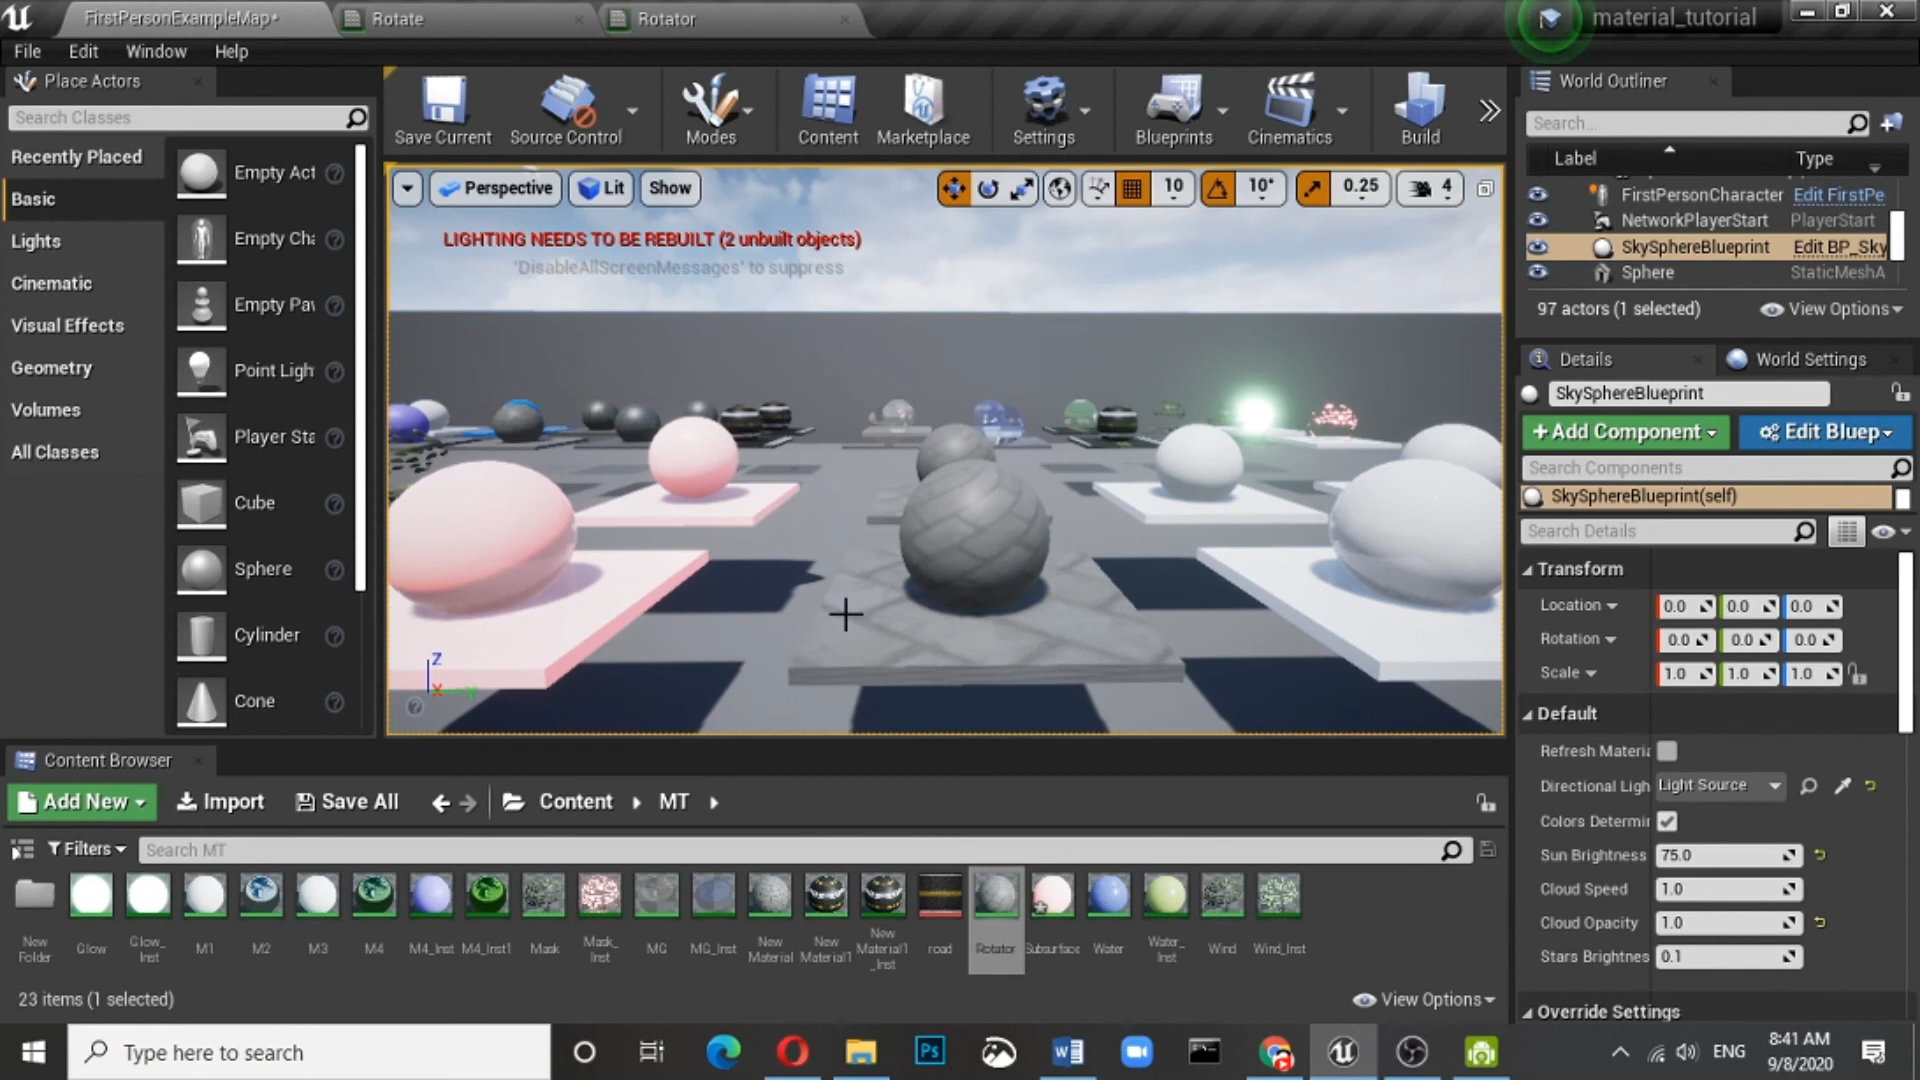 FirstPersonExampleMap*
Rotate
Rotator
material_tutorial
File Edit Window Help
Place Actors
Search Classes
Recently Placed
Basic
Lights
Cinematic
Visual Effects
Geometry
Volumes
All Classes
Empty Act
Empty Cha
Empty Pav
Point Ligh
Player Sta
Cube
Sphere
Cylinder
Cone
Save Current
Source Control
Modes
Content
Marketplace
Settings
Blueprints
Cinematics
Build
Perspective
Lit
Show
10
10°
0.25
4
LIGHTING NEEDS TO BE REBUILT (2 unbuilt objects)
'DisableAllScreenMessages' to suppress
Z
X
Y
World Outliner
Search...
Label Type
FirstPersonCharacter Edit FirstPe
NetworkPlayerStart PlayerStart
SkySphereBlueprint Edit BP_Sky
Sphere StaticMeshA
97 actors (1 selected)
View Options
Details
World Settings
SkySphereBlueprint
+Add Component
Edit Bluep
Search Components
SkySphereBlueprint(self)
Search Details
Transform
Location 0.0 0.0 0.0
Rotation 0.0 0.0 0.0
Scale 1.0 1.0 1.0
Default
Refresh Materia
Directional Ligh Light Source
Colors Determin
Sun Brightness 75.0
Cloud Speed 1.0
Cloud Opacity 1.0
Stars Brightnes 0.1
Override Settings
Content Browser
Add New
Import
Save All
Content
MT
Filters
Search MT
New Folder
Glow
Glow_Inst
M1
M2
M3
M4
M4_Inst
M4_Inst1
Mask
Mask_Inst
MG
MG_Inst
New Material
New Material1
New Material1_Inst
road
Rotator
Subsurface
Water
Water_Inst
Wind
Wind_Inst
23 items (1 selected)
View Options
Type here to search
Ps
ENG
8:41 AM
9/8/2020